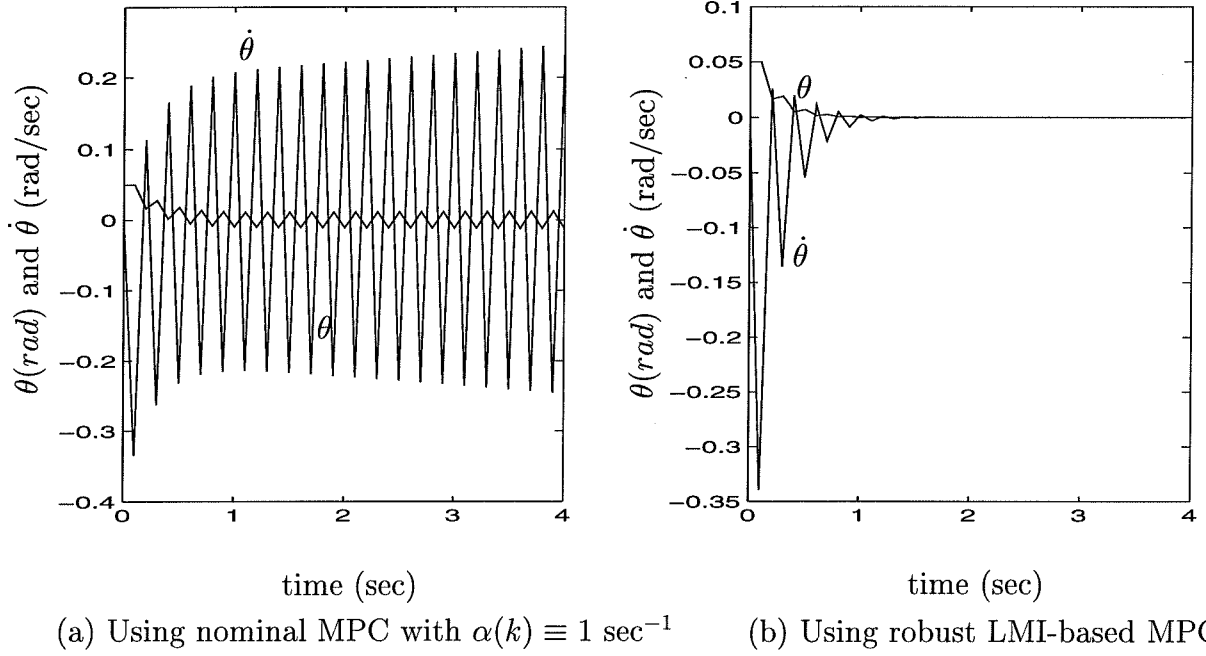 θ(rad) and θ̇ (rad/sec)
0.2
0.1
0
−0.1
−0.2
−0.3
−0.4
θ̇
θ
0 1 2 3 4
time (sec)
(a) Using nominal MPC with α(k) ≡ 1 sec⁻¹
θ(rad) and θ̇ (rad/sec)
0.1
0.05
0
−0.05
−0.1
−0.15
−0.2
−0.25
−0.3
−0.35
θ
θ̇
0 1 2 3 4
time (sec)
(b) Using robust LMI-based MPC